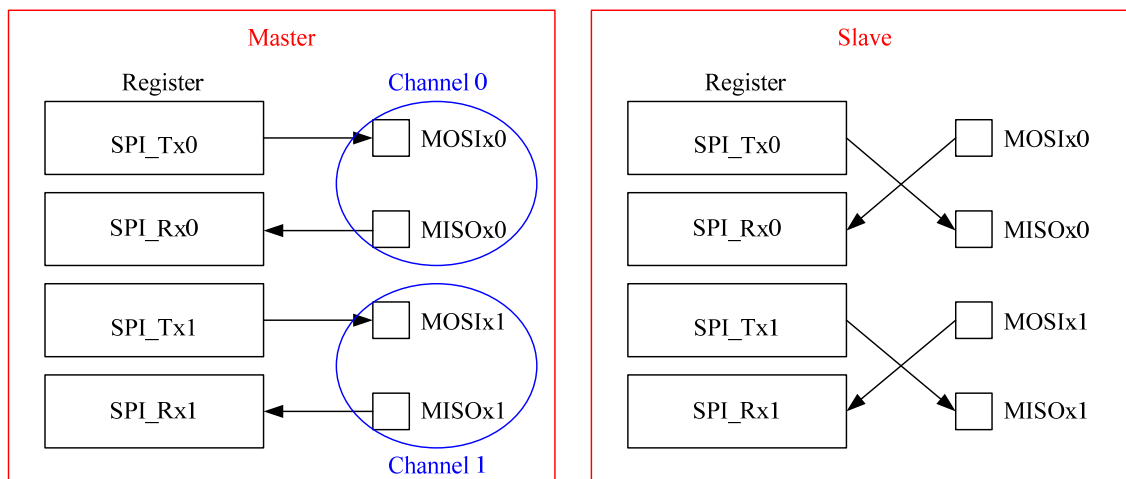 Master
Register
Channel 0
SPI_Tx0
MOSIx0
SPI_Rx0
MISOx0
SPI_Tx1
MOSIx1
SPI_Rx1
MISOx1
Channel 1
Slave
Register
SPI_Tx0
MOSIx0
SPI_Rx0
MISOx0
SPI_Tx1
MOSIx1
SPI_Rx1
MISOx1